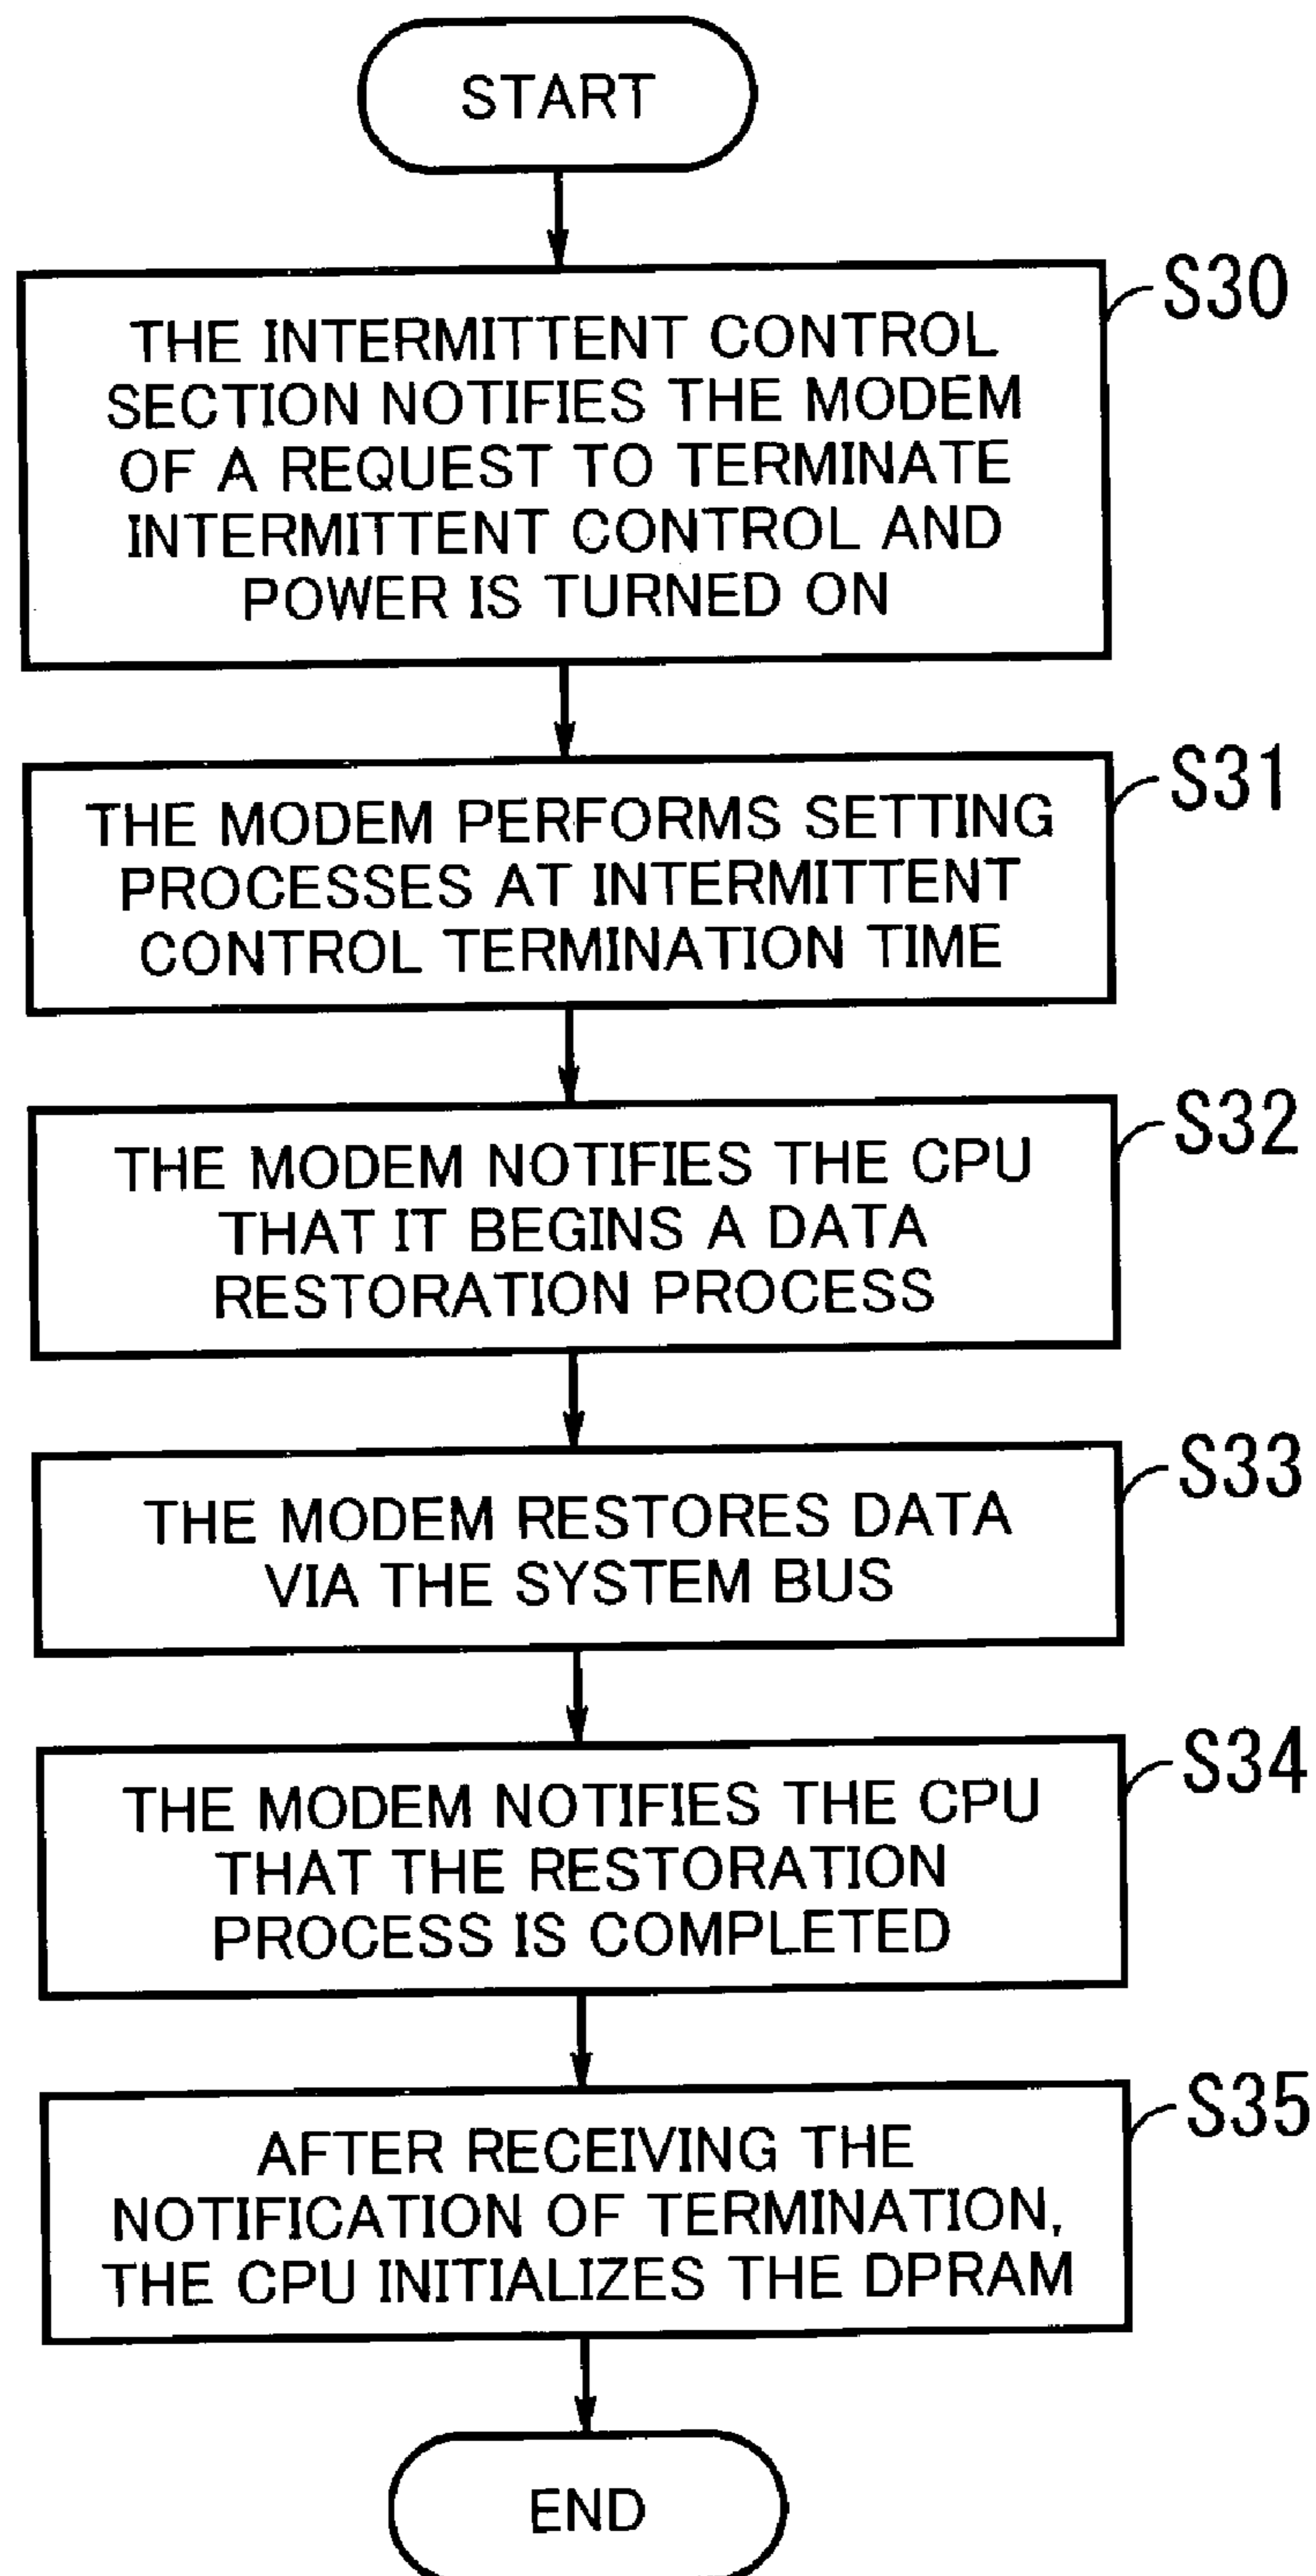 START
S30
THE INTERMITTENT CONTROL
SECTION NOTIFIES THE MODEM
OF A REQUEST TO TERMINATE
INTERMITTENT CONTROL AND
POWER IS TURNED ON
S31
THE MODEM PERFORMS SETTING
PROCESSES AT INTERMITTENT
CONTROL TERMINATION TIME
S32
THE MODEM NOTIFIES THE CPU
THAT IT BEGINS A DATA
RESTORATION PROCESS
S33
THE MODEM RESTORES DATA
VIA THE SYSTEM BUS
S34
THE MODEM NOTIFIES THE CPU
THAT THE RESTORATION
PROCESS IS COMPLETED
S35
AFTER RECEIVING THE
NOTIFICATION OF TERMINATION,
THE CPU INITIALIZES THE DPRAM
END